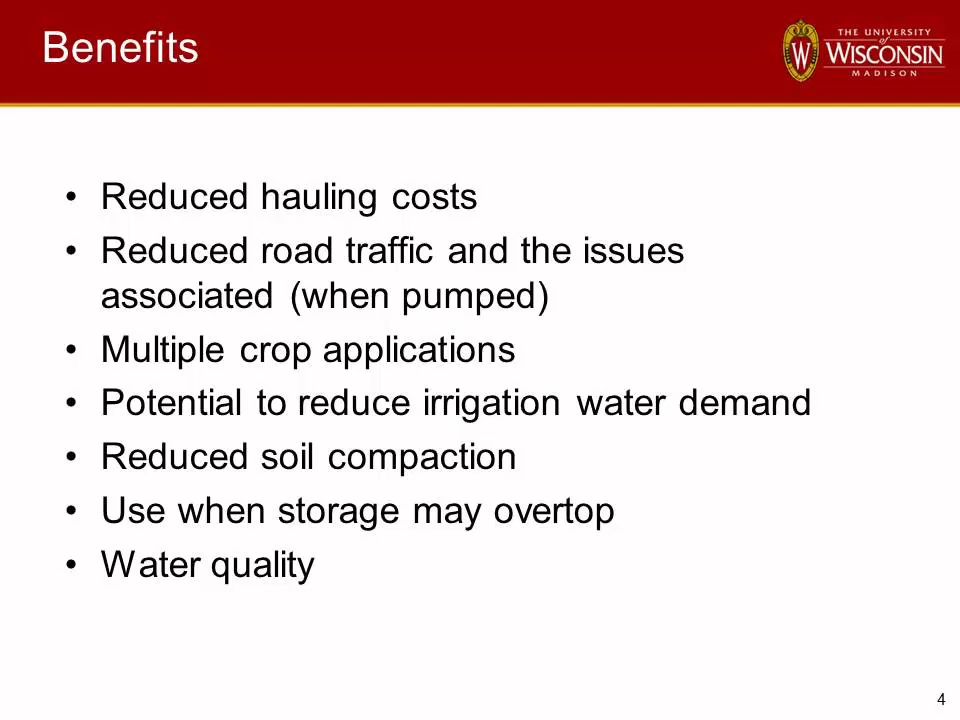 Benefits
THE UNIVERSITY
of
WISCONSIN
MADISON
W
• Reduced hauling costs
• Reduced road traffic and the issues
associated (when pumped)
• Multiple crop applications
• Potential to reduce irrigation water demand
• Reduced soil compaction
• Use when storage may overtop
• Water quality
4